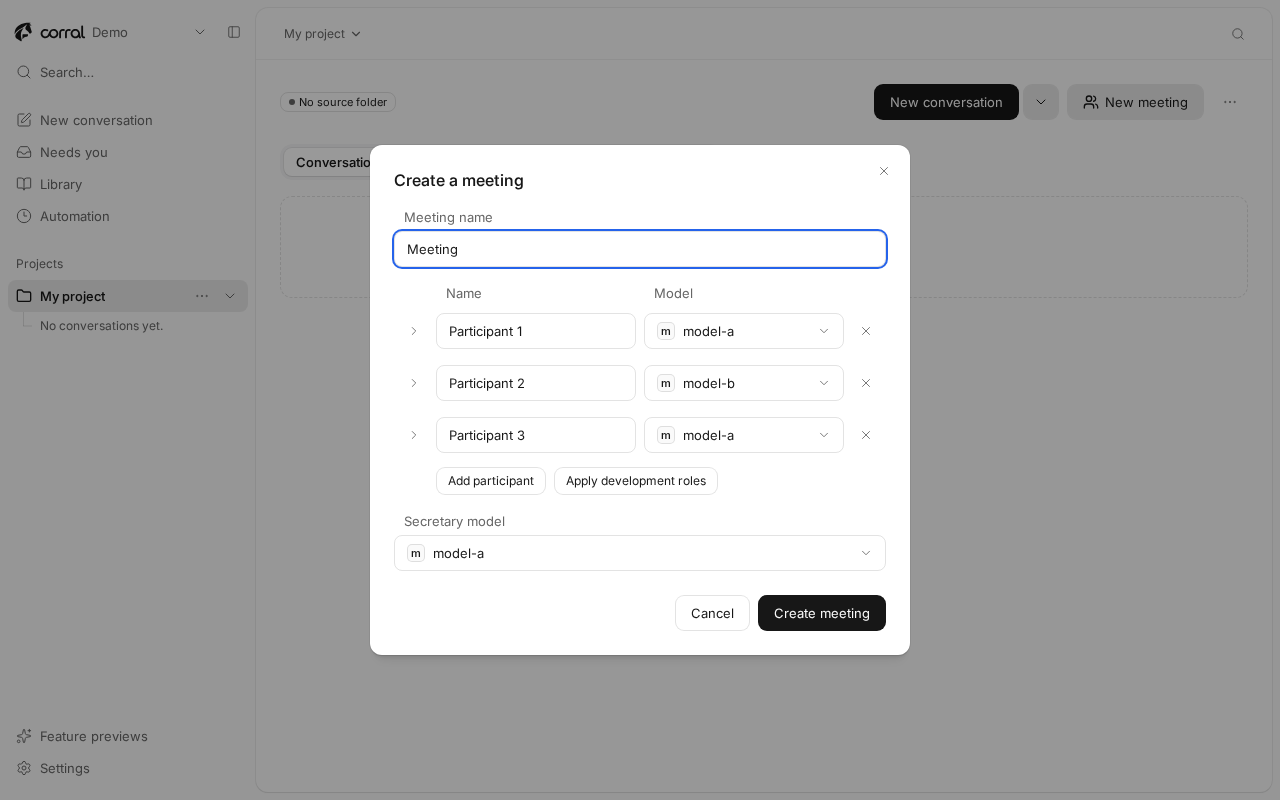 corral Demo
My project
Search...
No source folder
New conversation
New meeting
New conversation
Needs you
Conversatio
Library
Automation
Projects
My project
No conversations yet.
Create a meeting
Meeting name
Meeting
Name
Model
Participant 1
m model-a
Participant 2
m model-b
Participant 3
m model-a
Add participant
Apply development roles
Secretary model
m model-a
Cancel
Create meeting
Feature previews
Settings